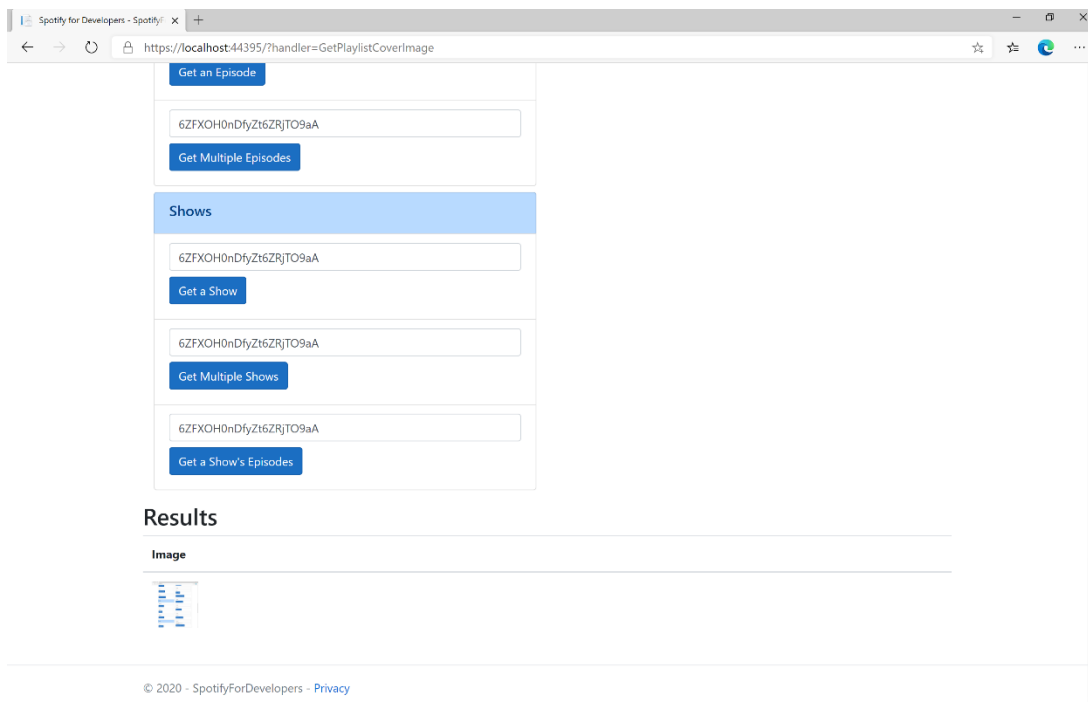 Spotify for Developers - Spotify
https://localhost:44395/?handler=GetPlaylistCoverImage
Get an Episode
6ZFXOH0nDfyZt6ZRjTO9aA
Get Multiple Episodes
Shows
6ZFXOH0nDfyZt6ZRjTO9aA
Get a Show
6ZFXOH0nDfyZt6ZRjTO9aA
Get Multiple Shows
6ZFXOH0nDfyZt6ZRjTO9aA
Get a Show's Episodes
Results
Image
© 2020 - SpotifyForDevelopers - Privacy